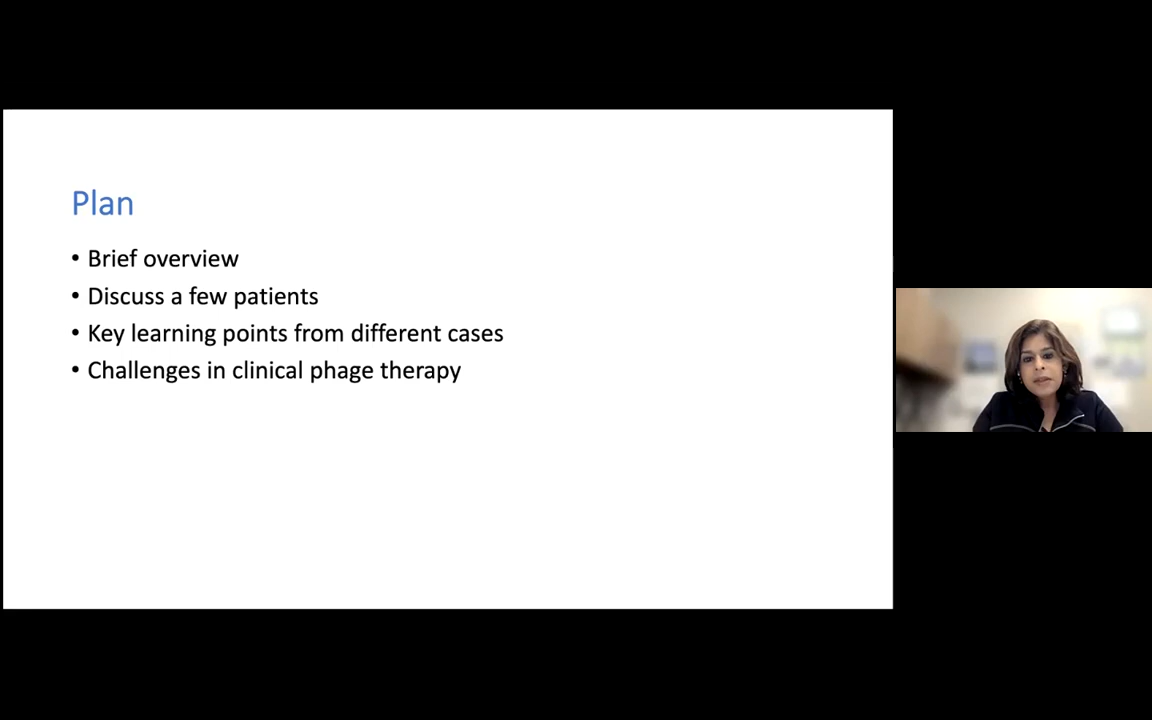 Plan
• Brief overview
• Discuss a few patients
• Key learning points from different cases
• Challenges in clinical phage therapy